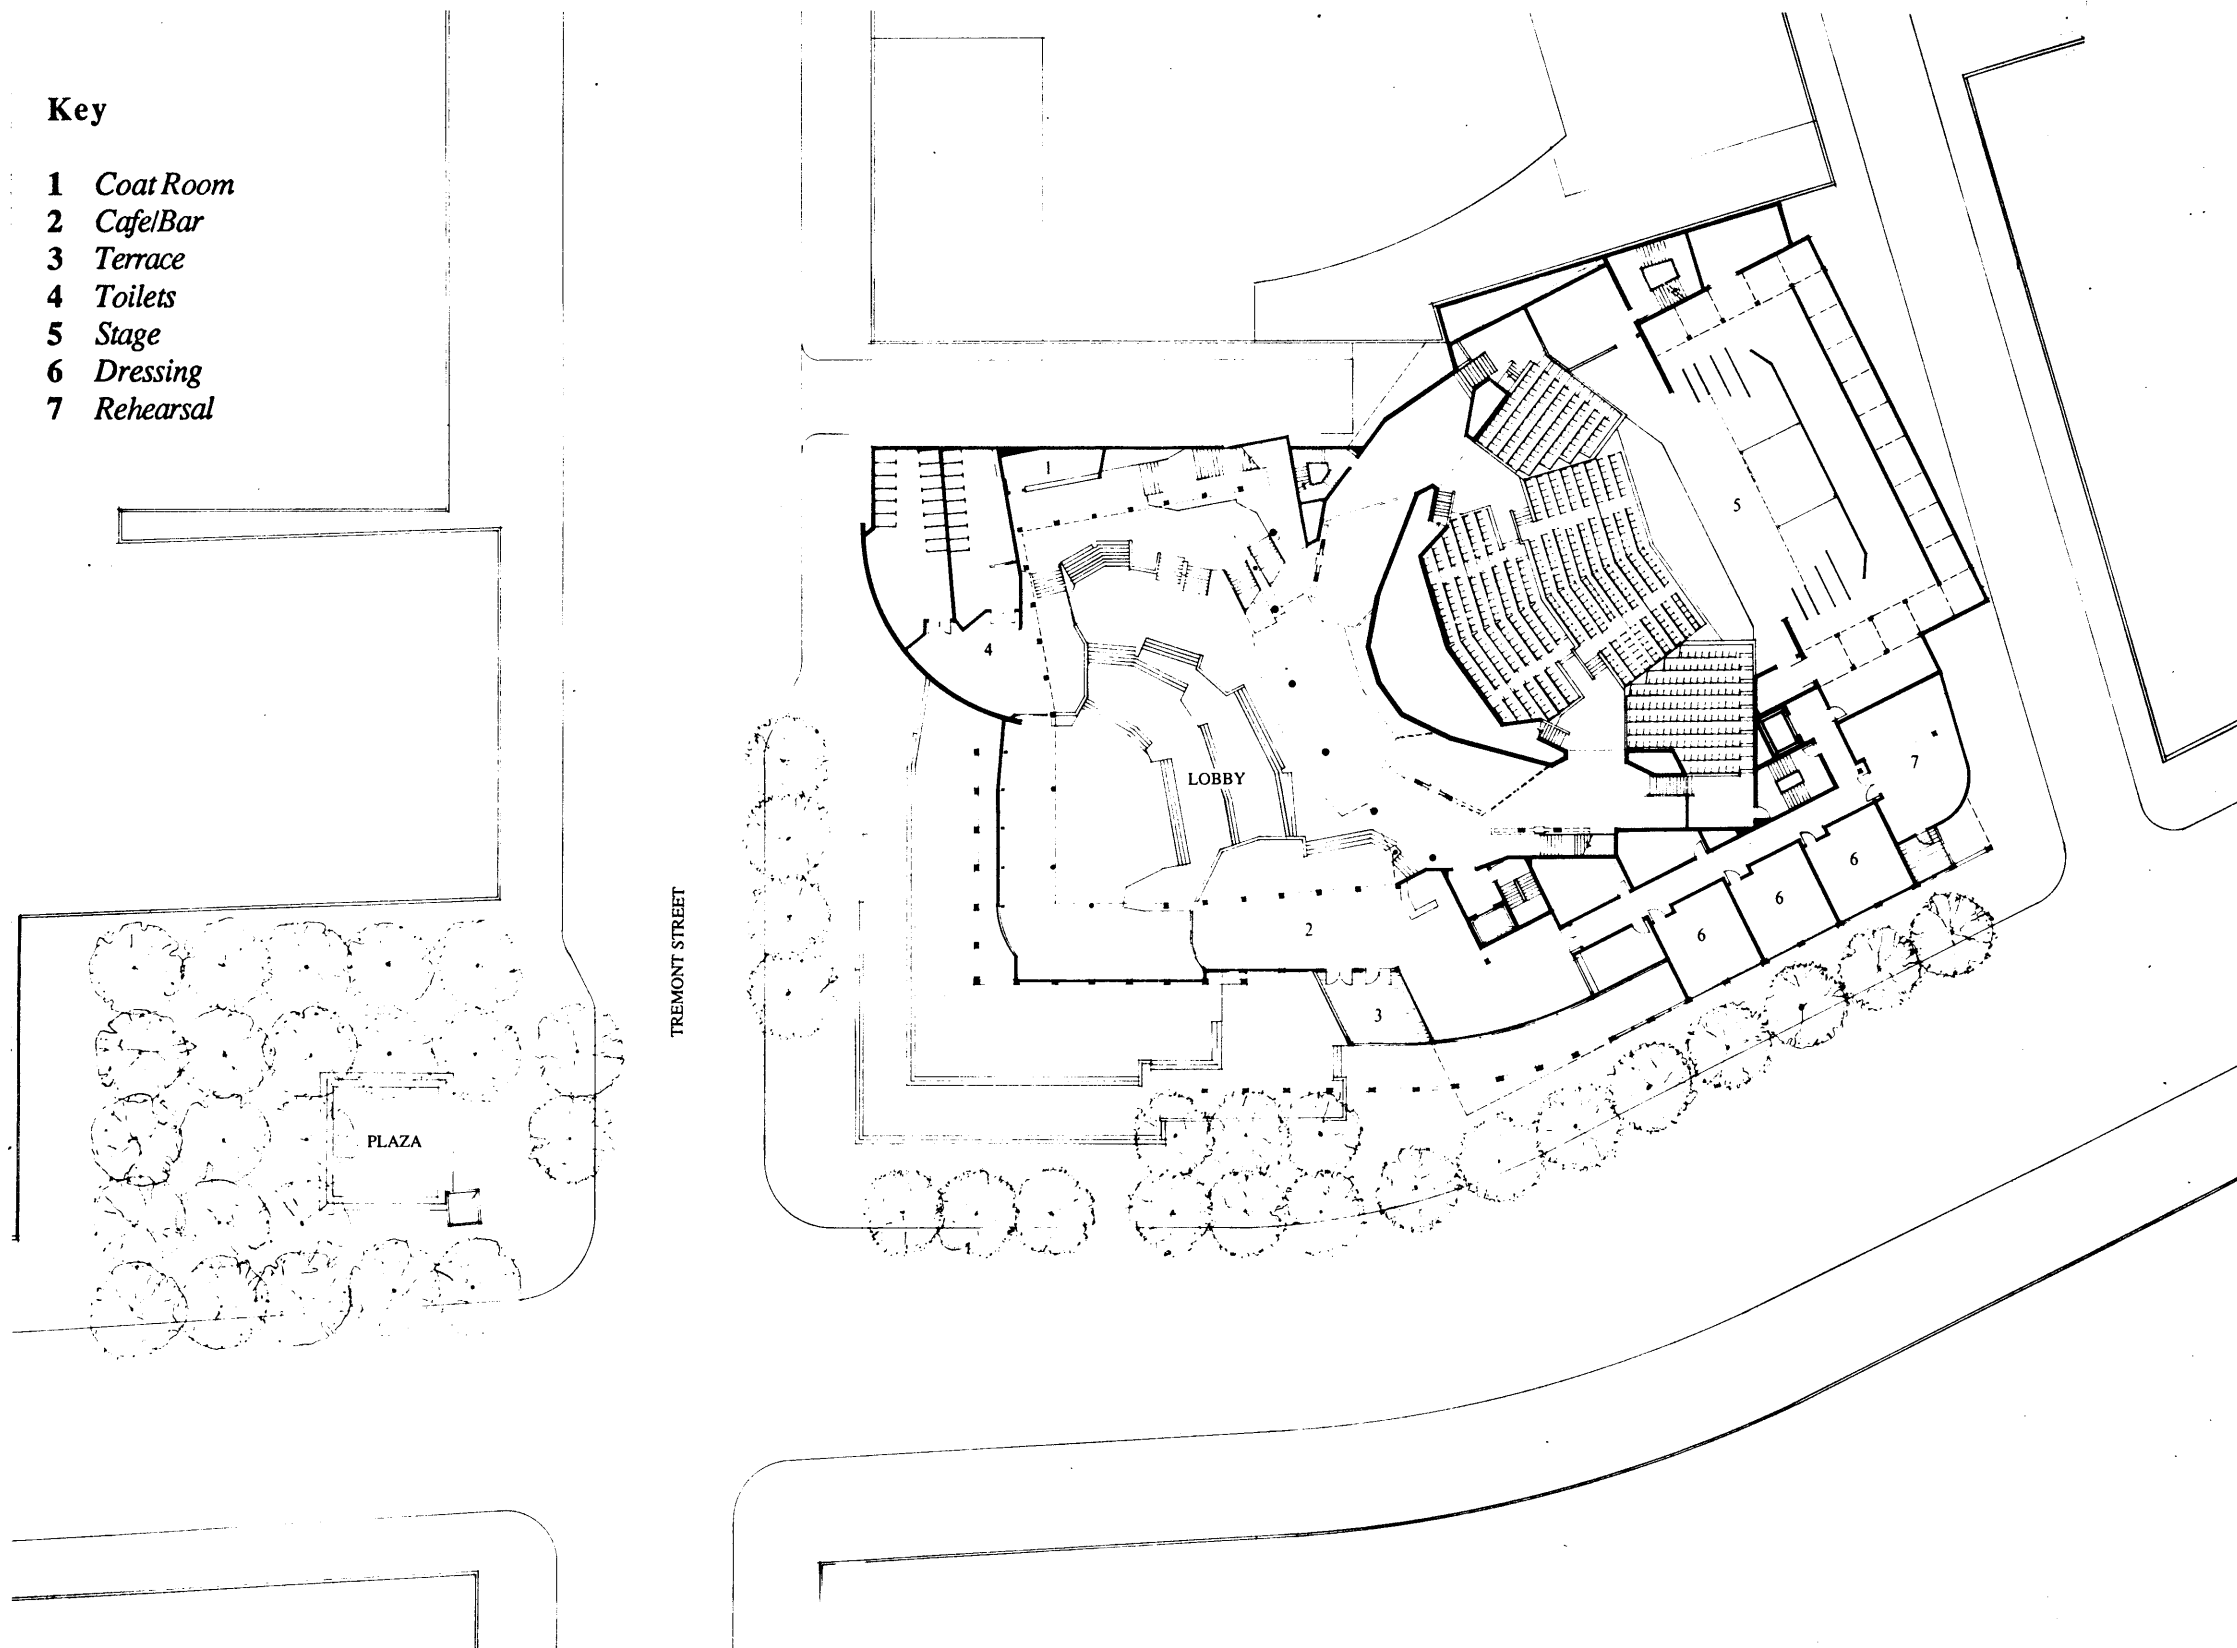 Key
1 Coat Room
2 Cafe/Bar
3 Terrace
4 Toilets
5 Stage
6 Dressing
7 Rehearsal
1
5
4
LOBBY
7
6
6
6
2
3
TREMONT STREET
PLAZA